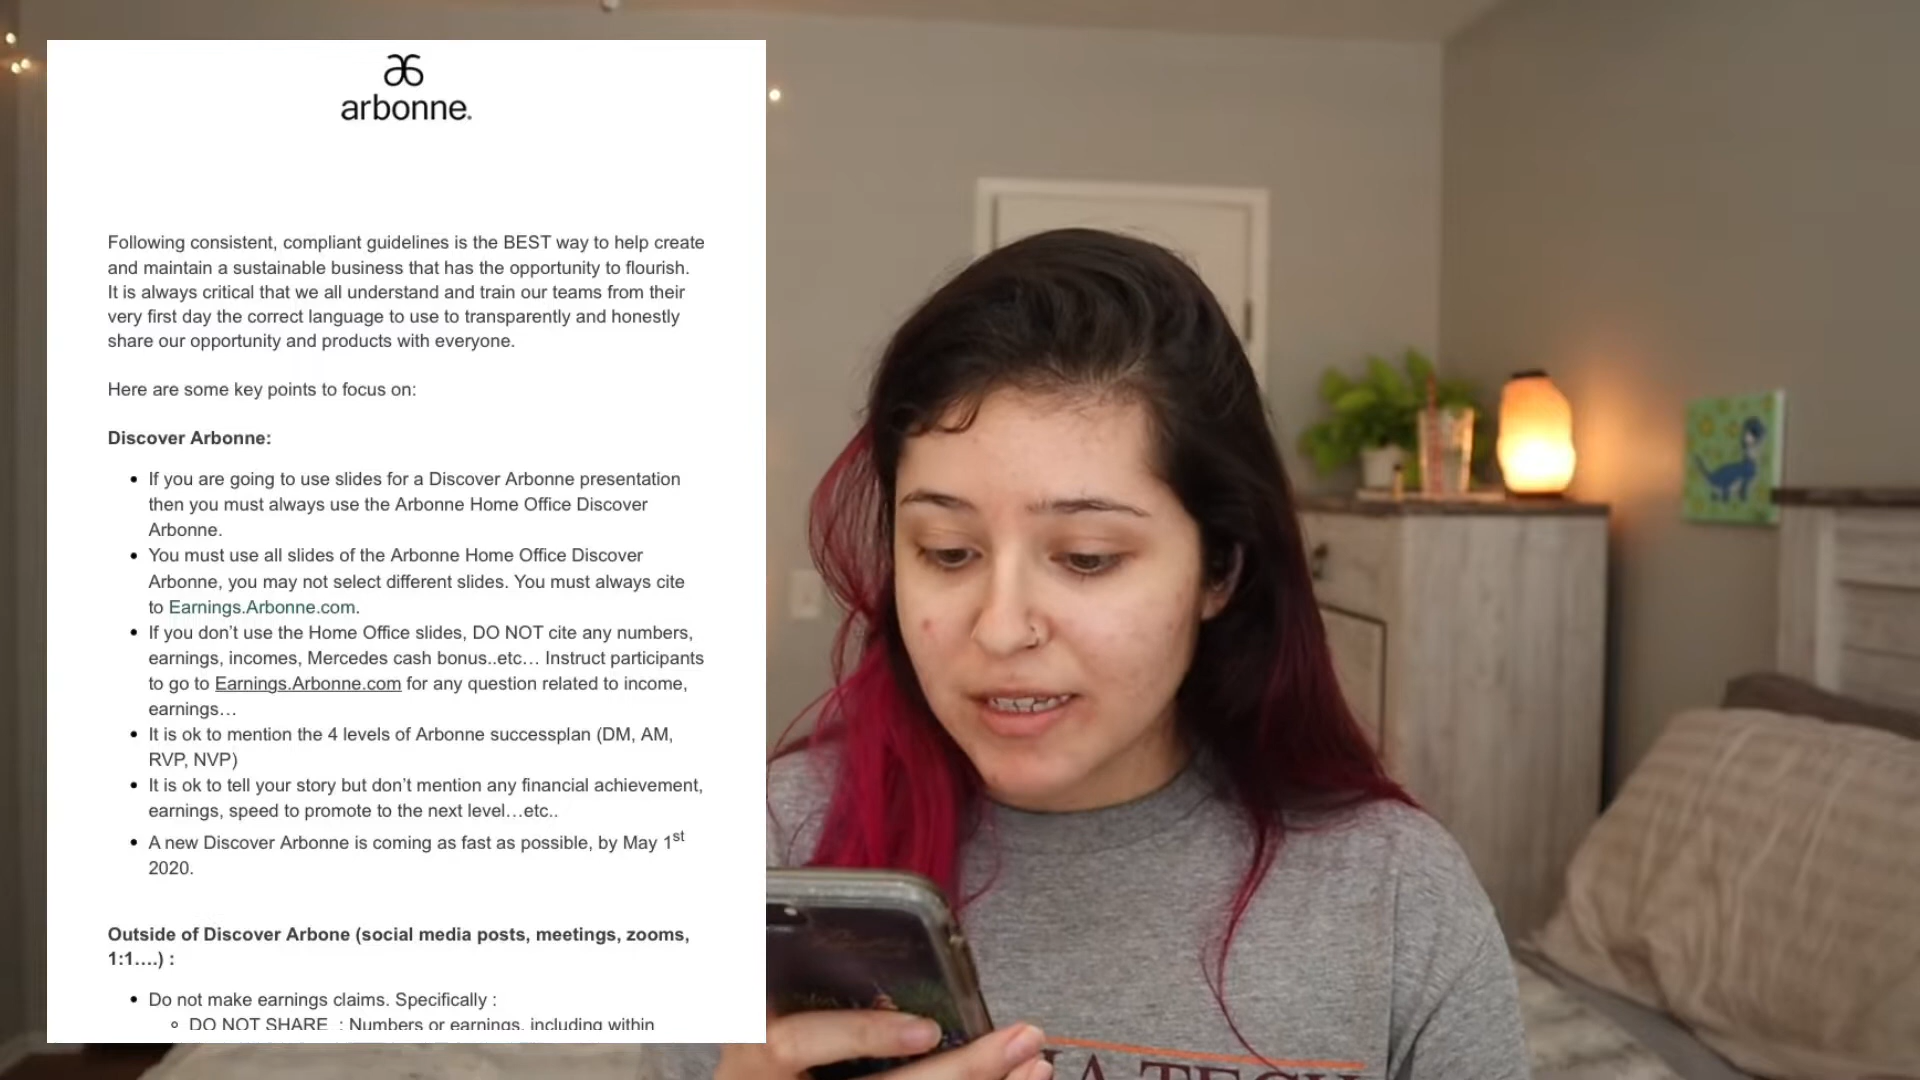 arbonne.
Following consistent, compliant guidelines is the BEST way to help create
and maintain a sustainable business that has the opportunity to flourish.
It is always critical that we all understand and train our teams from their
very first day the correct language to use to transparently and honestly
share our opportunity and products with everyone.
Here are some key points to focus on:
Discover Arbonne:
• If you are going to use slides for a Discover Arbonne presentation
then you must always use the Arbonne Home Office Discover
Arbonne.
• You must use all slides of the Arbonne Home Office Discover
Arbonne, you may not select different slides. You must always cite
to Earnings.Arbonne.com.
• If you don’t use the Home Office slides, DO NOT cite any numbers,
earnings, incomes, Mercedes cash bonus..etc… Instruct participants
to go to Earnings.Arbonne.com for any question related to income,
earnings…
• It is ok to mention the 4 levels of Arbonne successplan (DM, AM,
RVP, NVP)
• It is ok to tell your story but don’t mention any financial achievement,
earnings, speed to promote to the next level…etc..
• A new Discover Arbonne is coming as fast as possible, by May 1st
2020.
Outside of Discover Arbone (social media posts, meetings, zooms,
1:1….) :
• Do not make earnings claims. Specifically :
◦ DO NOT SHARE : Numbers or earnings, including within
TECH